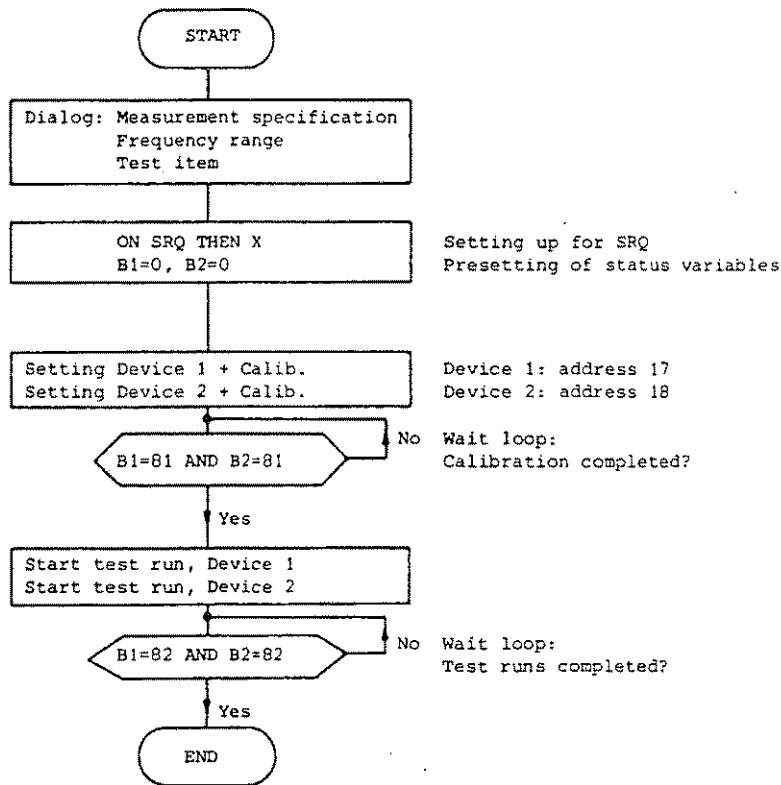 START
Dialog: Measurement specification
Frequency range
Test item
ON SRQ THEN X
B1=0, B2=0
Setting up for SRQ
Presetting of status variables
Setting Device 1 + Calib.
Setting Device 2 + Calib.
Device 1: address 17
Device 2: address 18
B1=81 AND B2=81
No
Wait loop:
Calibration completed?
Yes
Start test run, Device 1
Start test run, Device 2
B1=82 AND B2=82
No
Wait loop:
Test runs completed?
Yes
END